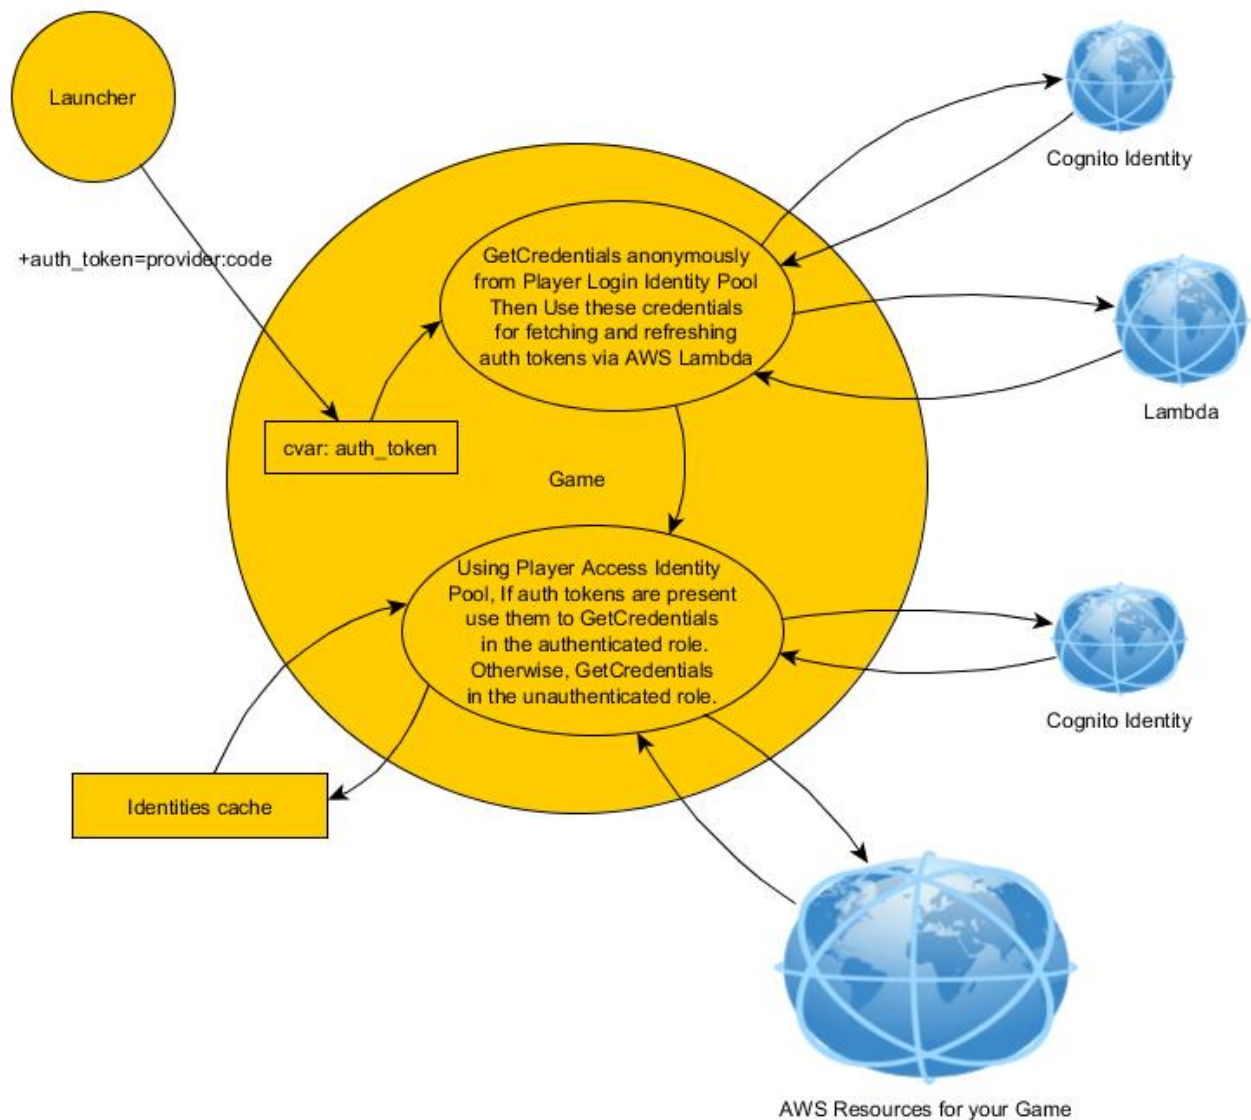 Launcher
Cognito Identity
+auth_token=provider:code
GetCredentials anonymously
from Player Login Identity Pool
Then Use these credentials
for fetching and refreshing
auth tokens via AWS Lambda
Lambda
cvar: auth_token
Game
Using Player Access Identity
Pool, If auth tokens are present
use them to GetCredentials
in the authenticated role.
Otherwise, GetCredentials
in the unauthenticated role.
Cognito Identity
Identities cache
AWS Resources for your Game